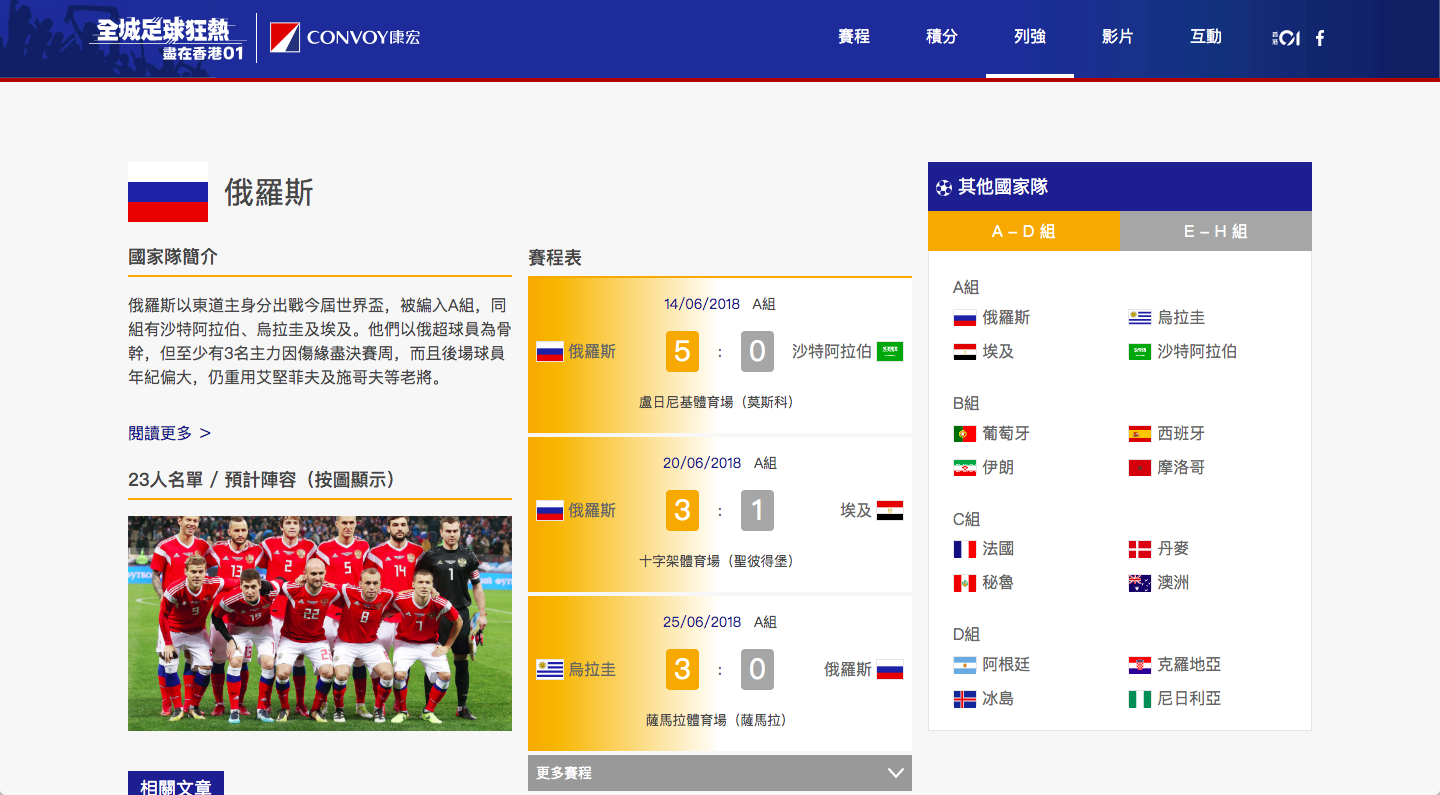 全城足球狂熱
盡在香港01
CONVOY康宏
賽程
積分
列強
影片
互動
俄羅斯
國家隊簡介
俄羅斯以東道主身分出戰今屆世界盃，被編入A組，同
組有沙特阿拉伯、烏拉圭及埃及。他們以俄超球員為骨
幹，但至少有3名主力因傷緣盡決賽周，而且後場球員
年紀偏大，仍重用艾堅菲夫及施哥夫等老將。
閱讀更多 >
23人名單 / 預計陣容（按圖顯示）
9
13
19
2
22
5
8
14
7
1
相關文章
賽程表
14/06/2018 A組
俄羅斯 5 : 0 沙特阿拉伯
盧日尼基體育場（莫斯科）
20/06/2018 A組
俄羅斯 3 : 1 埃及
十字架體育場（聖彼得堡）
25/06/2018 A組
烏拉圭 3 : 0 俄羅斯
薩馬拉體育場（薩馬拉）
更多賽程
其他國家隊
A – D 組
E – H 組
A組
俄羅斯 烏拉圭
埃及 沙特阿拉伯
B組
葡萄牙 西班牙
伊朗 摩洛哥
C組
法國 丹麥
秘魯 澳洲
D組
阿根廷 克羅地亞
冰島 尼日利亞